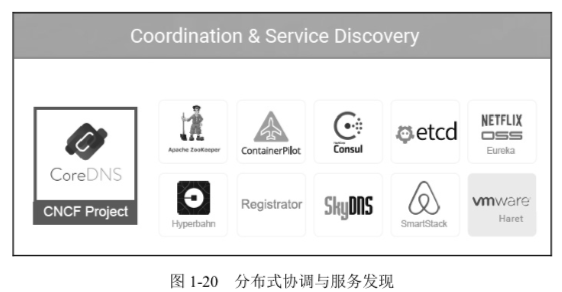 Coordination & Service Discovery
CoreDNS
CNCF Project
Apache ZooKeeper
ContainerPilot
Consul
etcd
NETFLIX
OSS
Eureka
Hyperbahn
Registrator
SkyDNS
SmartStack
vmware
Haret
图 1-20 分布式协调与服务发现